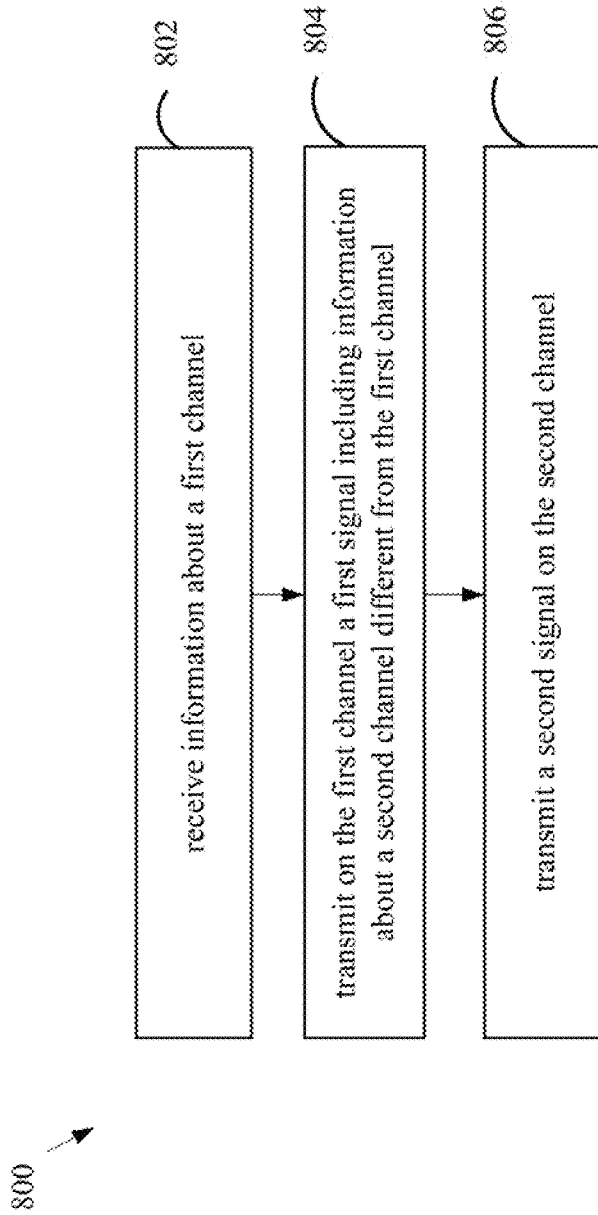 800
receive information about a first channel
802
transmit on the first channel a first signal including information
about a second channel different from the first channel
804
transmit a second signal on the second channel
806